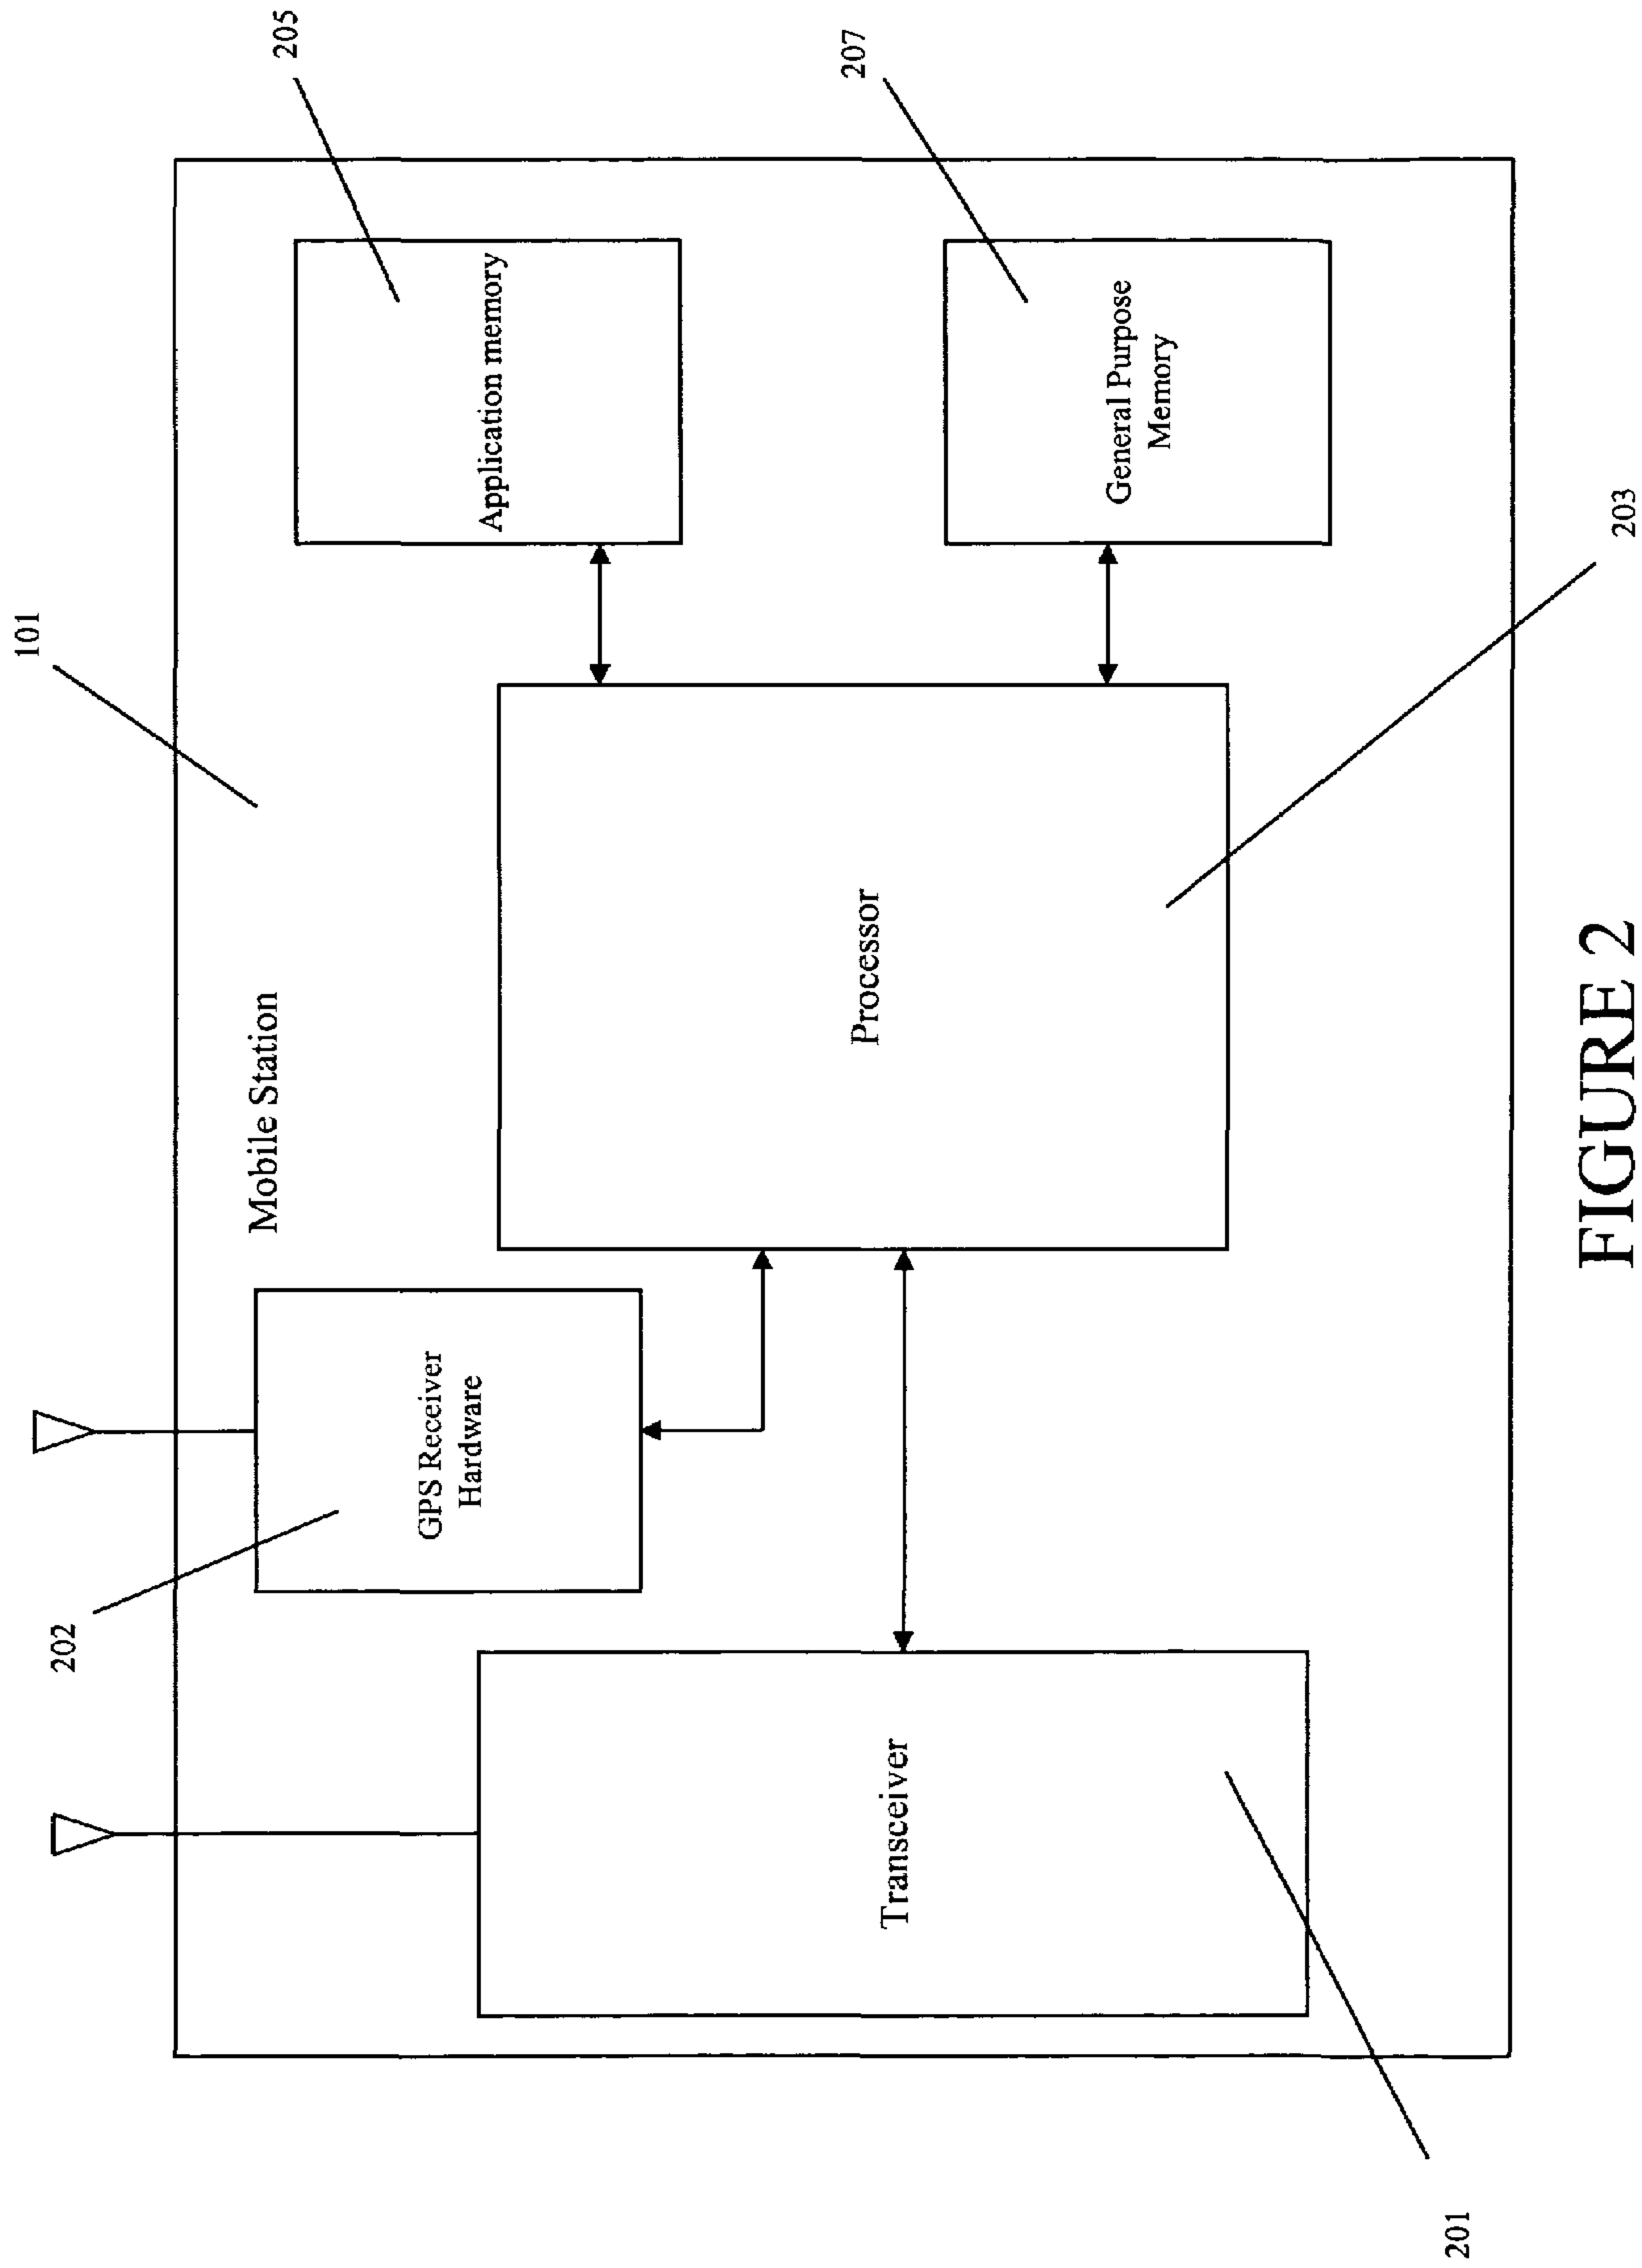 202
101
205
Mobile Station
GPS Receiver
Hardware
Application memory
207
Transceiver
Processor
General Purpose
Memory
201
203
FIGURE 2